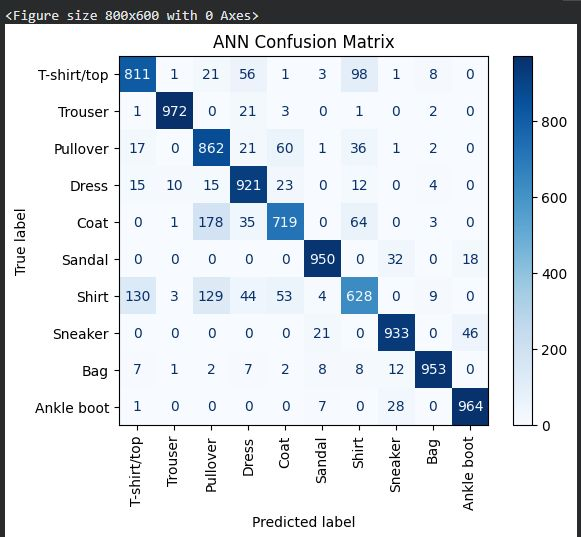 <Figure size 800x600 with 0 Axes>
ANN Confusion Matrix
T-shirt/top 811 1 21 56 1 3 98 1 8 0
Trouser 1 972 0 21 3 0 1 0 2 0
Pullover 17 0 862 21 60 1 36 1 2 0
Dress 15 10 15 921 23 0 12 0 4 0
Coat 0 1 178 35 719 0 64 0 3 0
Sandal 0 0 0 0 0 950 0 32 0 18
Shirt 130 3 129 44 53 4 628 0 9 0
Sneaker 0 0 0 0 0 21 0 933 0 46
Bag 7 1 2 7 2 8 8 12 953 0
Ankle boot 1 0 0 0 0 7 0 28 0 964
True label
T-shirt/top Trouser Pullover Dress Coat Sandal Shirt Sneaker Bag Ankle boot
Predicted label
800
600
400
200
0